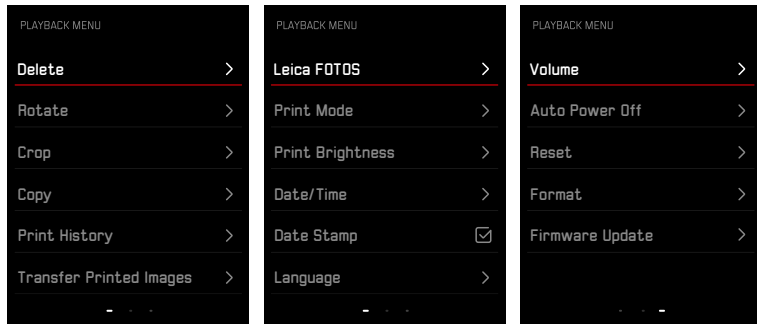 PLAYBACK MENU
Delete
Rotate
Crop
Copy
Print History
Transfer Printed Images
PLAYBACK MENU
Leica FOTOS
Print Mode
Print Brightness
Date/Time
Date Stamp
Language
PLAYBACK MENU
Volume
Auto Power Off
Reset
Format
Firmware Update